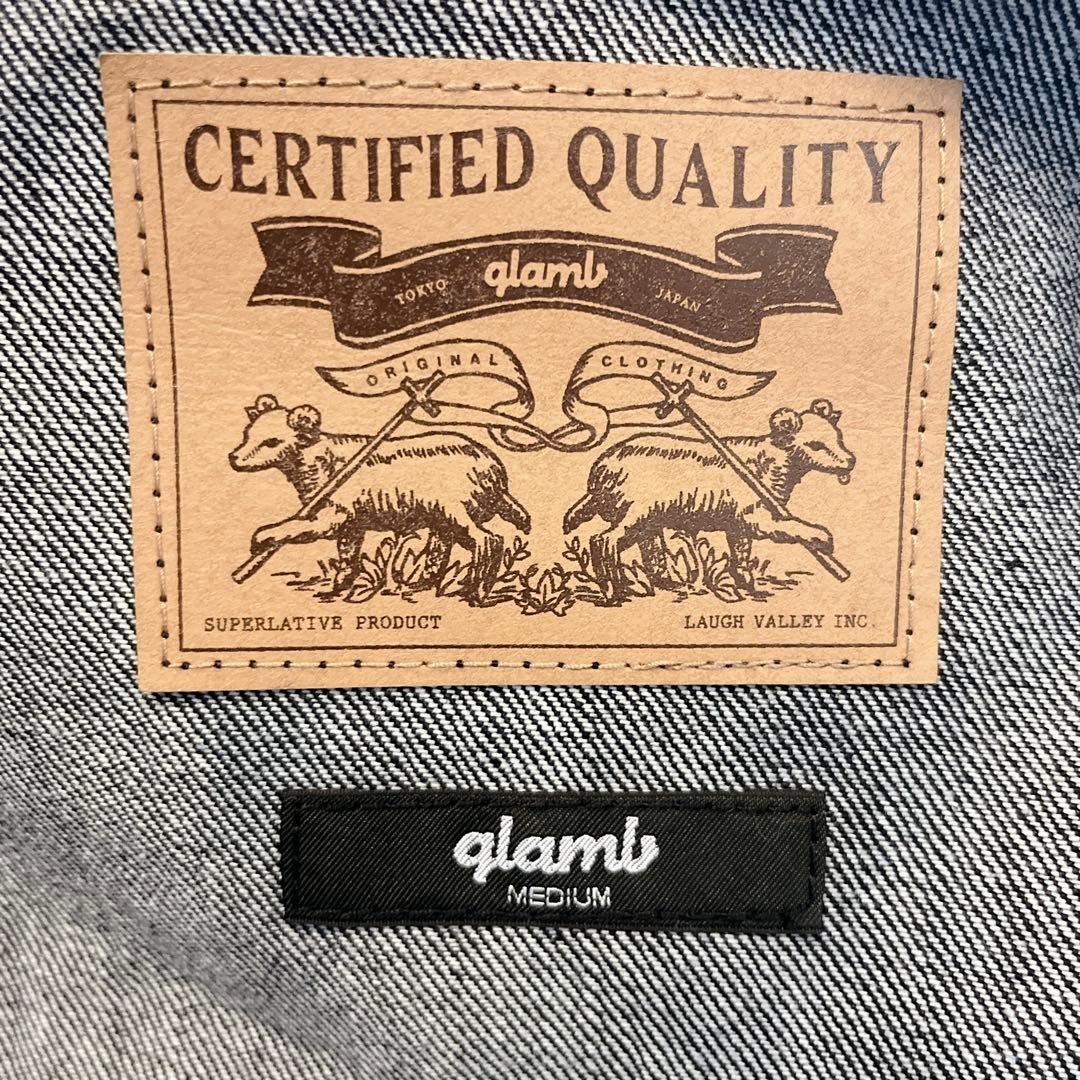 CERTIFIED QUALITY
TOKYO glamb JAPAN
ORIGINAL CLOTHING
SUPERLATIVE PRODUCT LAUGH VALLEY INC.
glamb
MEDIUM